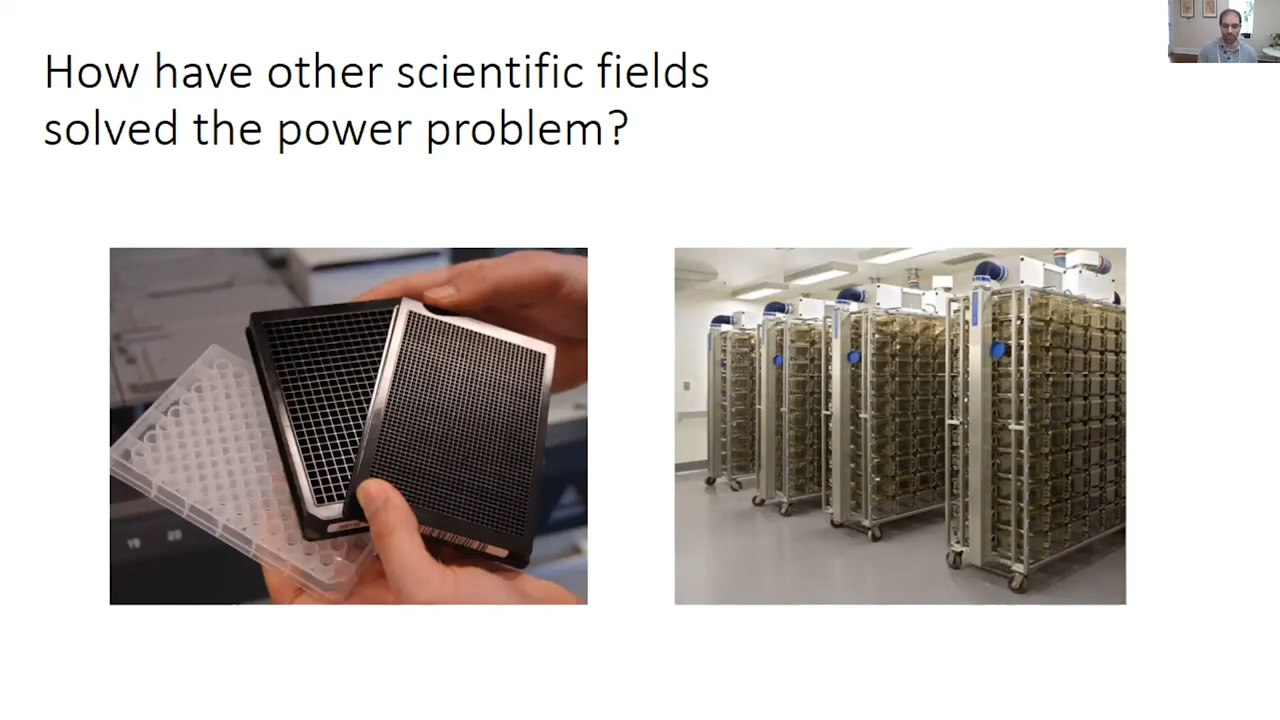 How have other scientific fields
solved the power problem?